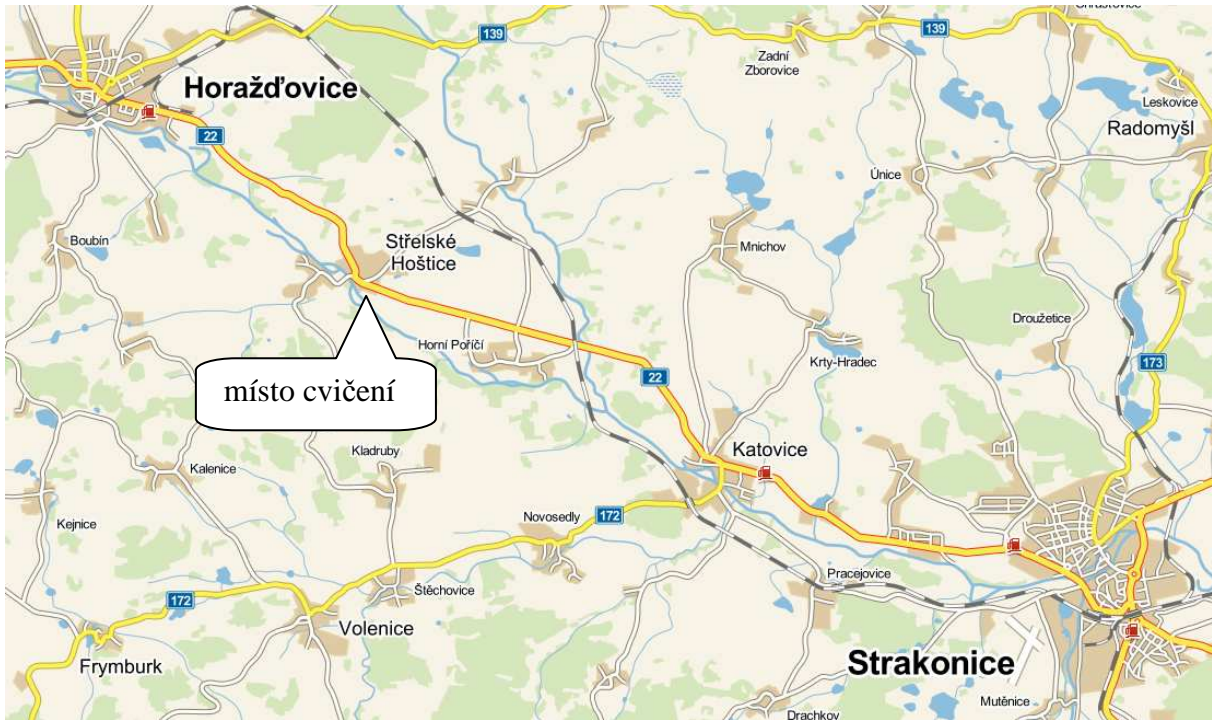 139
Zadní
Zborovice
139
Leskovice
Radomyšl
Horažďovice
22
Únice
Boubín
Střelské
Hoštice
Mnichov
Droužetice
Horní Poříčí
Krty-Hradec
173
22
místo cvičení
Katovice
Kladruby
Kalenice
Kejnice
Novosedly
172
Pracejovice
Štěchovice
172
Volenice
Frymburk
Strakonice
Mutěnice
Drachkov